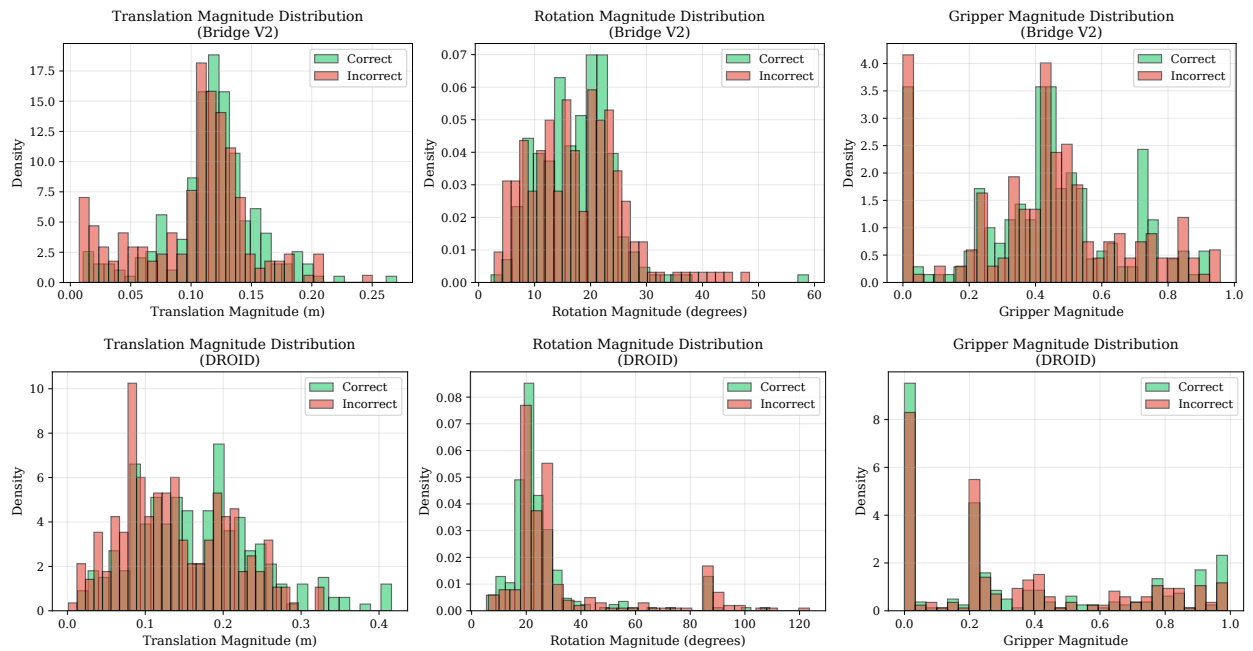 Translation Magnitude Distribution
(Bridge V2)
Density
17.5
15.0
12.5
10.0
7.5
5.0
2.5
0.0
Correct
Incorrect
0.00 0.05 0.10 0.15 0.20 0.25
Translation Magnitude (m)
Rotation Magnitude Distribution
(Bridge V2)
Density
0.07
0.06
0.05
0.04
0.03
0.02
0.01
0.00
Correct
Incorrect
0 10 20 30 40 50 60
Rotation Magnitude (degrees)
Gripper Magnitude Distribution
(Bridge V2)
Density
4.0
3.5
3.0
2.5
2.0
1.5
1.0
0.5
0.0
Correct
Incorrect
0.0 0.2 0.4 0.6 0.8 1.0
Gripper Magnitude
Translation Magnitude Distribution
(DROID)
Density
10
8
6
4
2
0
Correct
Incorrect
0.0 0.1 0.2 0.3 0.4
Translation Magnitude (m)
Rotation Magnitude Distribution
(DROID)
Density
0.08
0.07
0.06
0.05
0.04
0.03
0.02
0.01
0.00
Correct
Incorrect
0 20 40 60 80 100 120
Rotation Magnitude (degrees)
Gripper Magnitude Distribution
(DROID)
Density
8
6
4
2
0
Correct
Incorrect
0.0 0.2 0.4 0.6 0.8 1.0
Gripper Magnitude